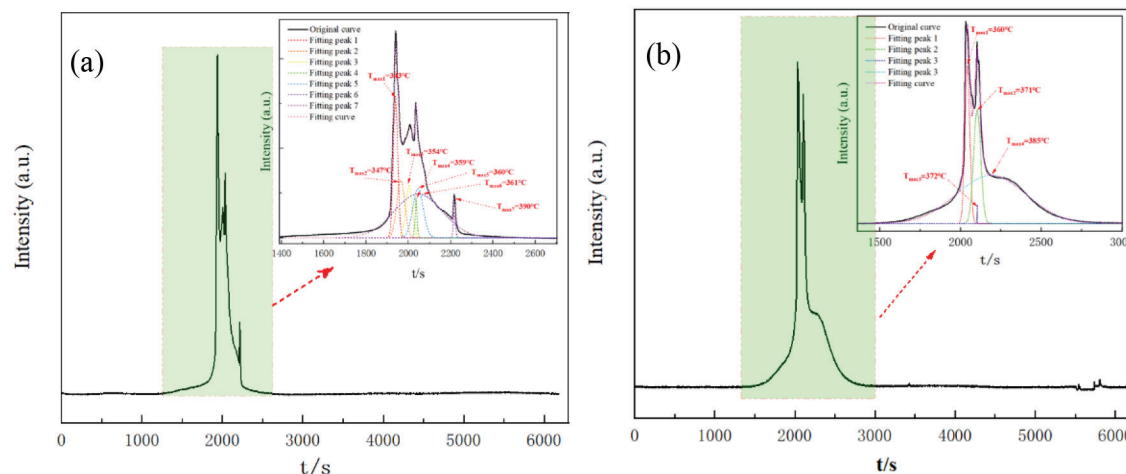 (a)
Intensity (a.u.)
Original curve
Fitting peak 1
Fitting peak 2
Fitting peak 3
Fitting peak 4
Fitting peak 5
Fitting peak 6
Fitting peak 7
Fitting curve
Intensity (a.u.)
Tmax2=347℃
Tmax3=354℃
Tmax4=359℃
Tmax5=360℃
Tmax6=361℃
Tmax7=390℃
1400 1600 1800 2000 2200 2400 2600
t/s
0 1000 2000 3000 4000 5000 6000
t/s
(b)
Intensity (a.u.)
Original curve
Fitting peak 1
Fitting peak 2
Fitting peak 3
Fitting peak 3
Fitting curve
Intensity (a.u.)
Tmax1=360℃
Tmax2=371℃
Tmax4=385℃
Tmax3=372℃
1500 2000 2500 300
t/s
0 1000 2000 3000 4000 5000 6000
t/s